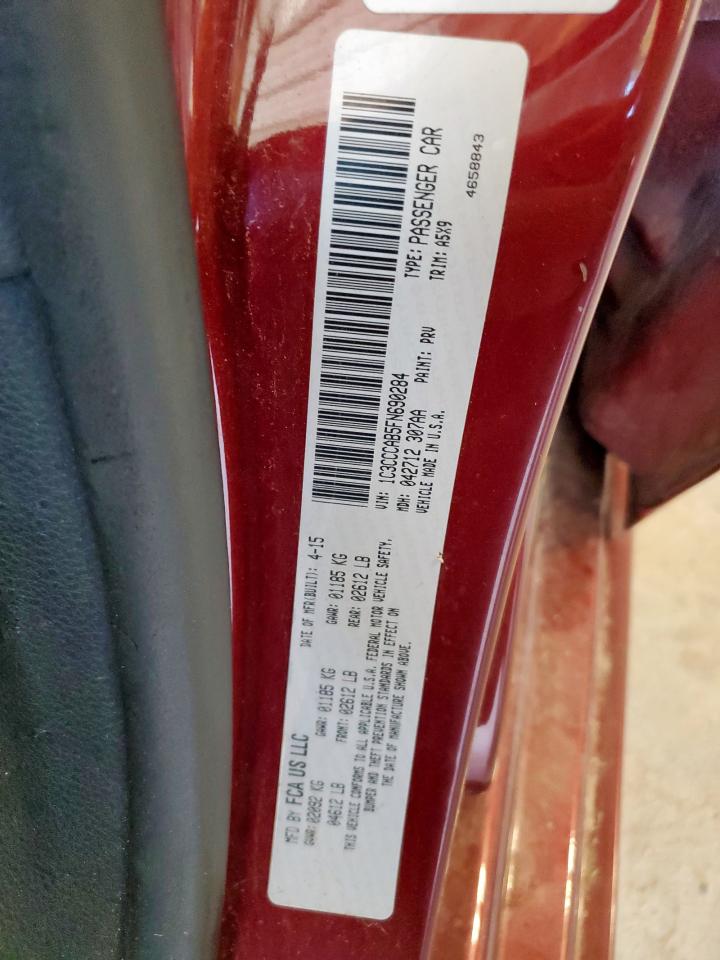 MFD BY FCA US LLC
DATE OF MFR(BUILT): 4-15
GVWR: 02092 KG
GAWR: 01185 KG
GAWR: 01185 KG
04612 LB
FRONT: 02612 LB
REAR: 02612 LB
THIS VEHICLE CONFORMS TO ALL APPLICABLE U.S.A. FEDERAL MOTOR VEHICLE SAFETY,
BUMPER AND THEFT PREVENTION STANDARDS IN EFFECT ON
THE DATE OF MANUFACTURE SHOWN ABOVE.
VIN: 1C3CCCAB5FN690284
TYPE: PASSENGER CAR
MDH: 042712 307AA
PAINT: PRV
TRIM: A5X9
VEHICLE MADE IN U.S.A.
4658843